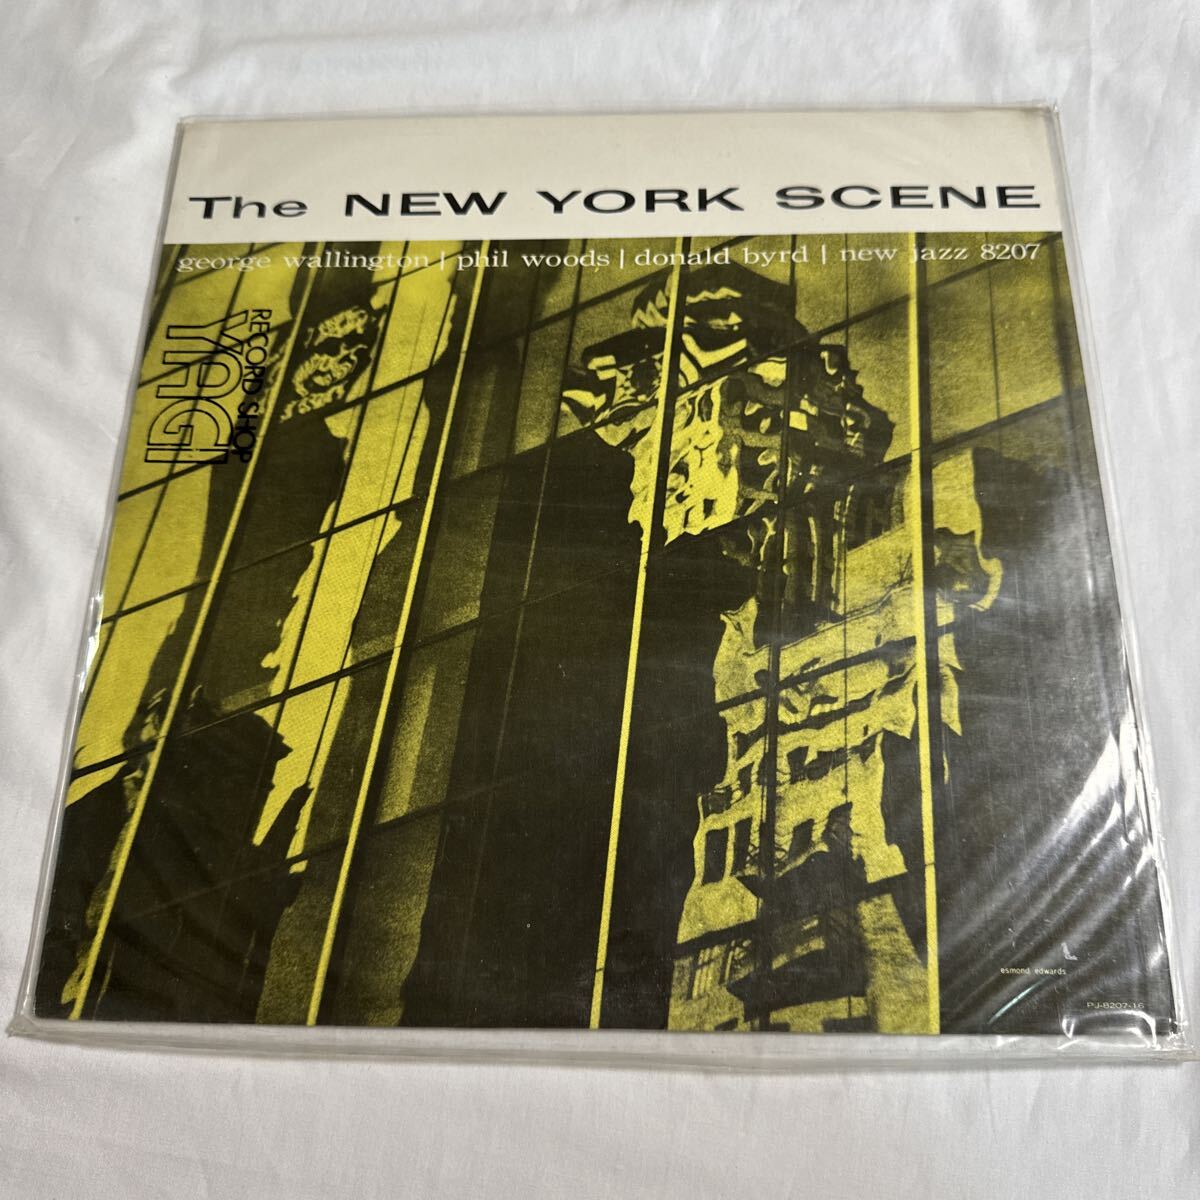 The NEW YORK SCENE
george wallington | phil woods | donald byrd | new jazz 8207
RECORD SHOP
YAGI
esmond edwards
PJ-8207-16